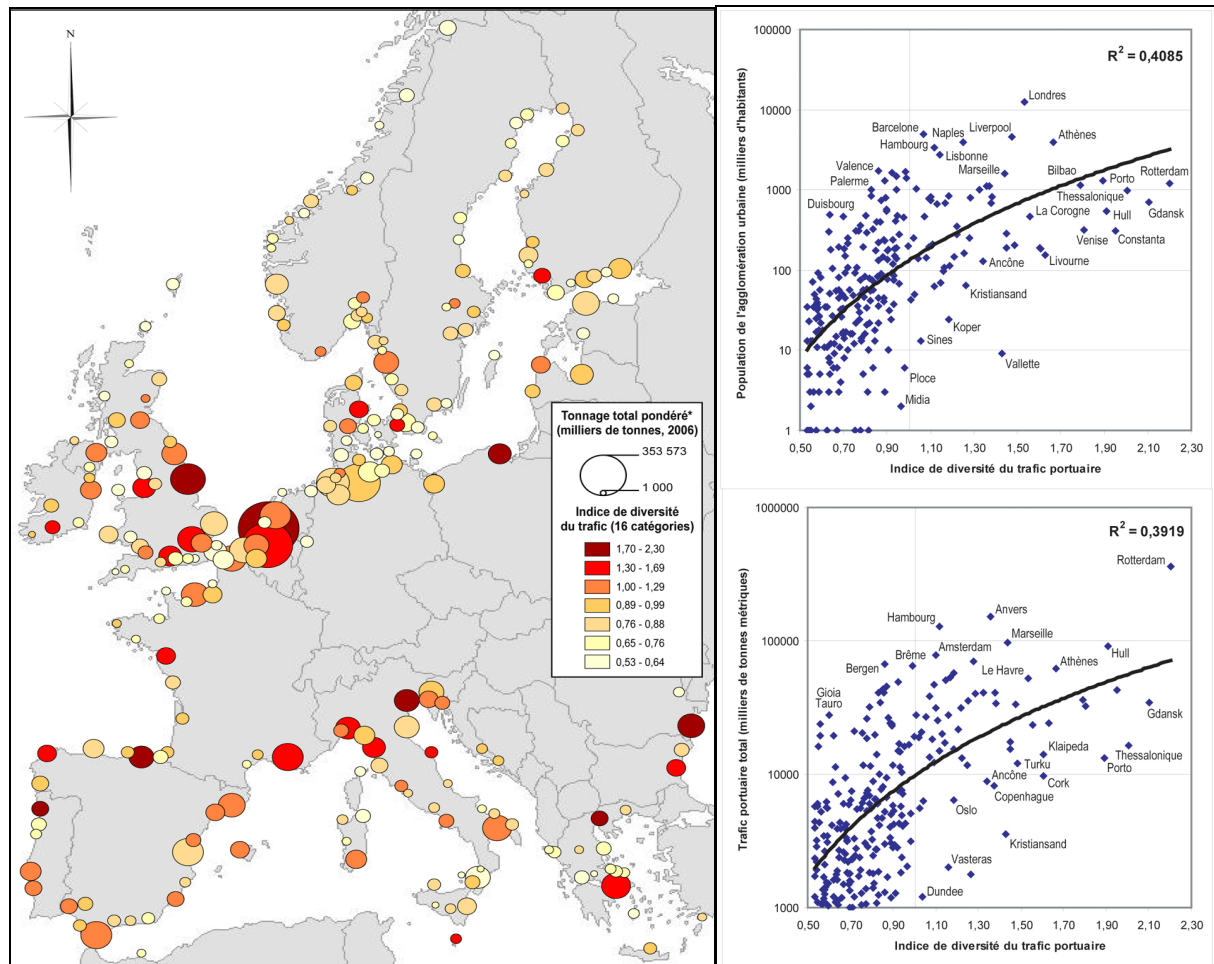 N
Tonnage total pondéré*
(milliers de tonnes, 2006)
353 573
1 000
Indice de diversité
du trafic (16 catégories)
1,70 - 2,30
1,30 - 1,69
1,00 - 1,29
0,89 - 0,99
0,76 - 0,88
0,65 - 0,76
0,53 - 0,64
Population de l'agglomération urbaine (milliers d'habitants)
100000
10000
1000
100
10
1
R² = 0,4085
Londres
Barcelone
Naples
Liverpool
Athènes
Hambourg
Lisbonne
Valence
Marseille
Bilbao
Porto
Rotterdam
Palerme
Thessalonique
Duisbourg
La Corogne
Hull
Gdansk
Venise
Constanta
Ancône
Livourne
Kristiansand
Koper
Sines
Vallette
Ploce
Midia
0,50 0,70 0,90 1,10 1,30 1,50 1,70 1,90 2,10 2,30
Indice de diversité du trafic portuaire
Trafic portuaire total (milliers de tonnes métriques)
1000000
100000
10000
1000
R² = 0,3919
Rotterdam
Hambourg
Anvers
Marseille
Amsterdam
Hull
Brême
Athènes
Bergen
Le Havre
Gioia
Tauro
Gdansk
Klaipeda
Thessalonique
Turku
Porto
Ancône
Cork
Copenhague
Oslo
Kristiansand
Vasteras
Dundee
0,50 0,70 0,90 1,10 1,30 1,50 1,70 1,90 2,10 2,30
Indice de diversité du trafic portuaire